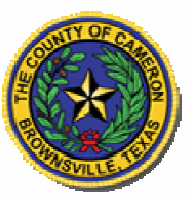 THE COUNTY OF CAMERON
BROWNSVILLE, TEXAS